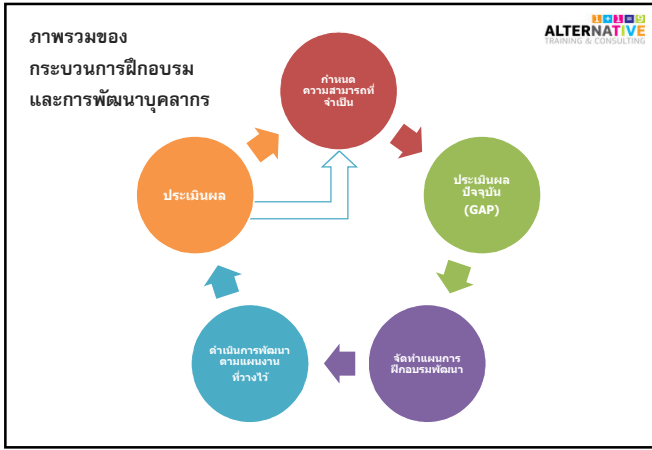 ภาพรวมของ
กระบวนการฝึกอบรม
และการพัฒนาบุคลากร
1+1=9
ALTERNATIVE
TRAINING & CONSULTING
กำหนด
ความสามารถที่
จำเป็น
ประเมินผล
ปัจจุบัน
(GAP)
จัดทำแผนการ
ฝึกอบรมพัฒนา
ดำเนินการพัฒนา
ตามแผนงาน
ที่วางไว้
ประเมินผล